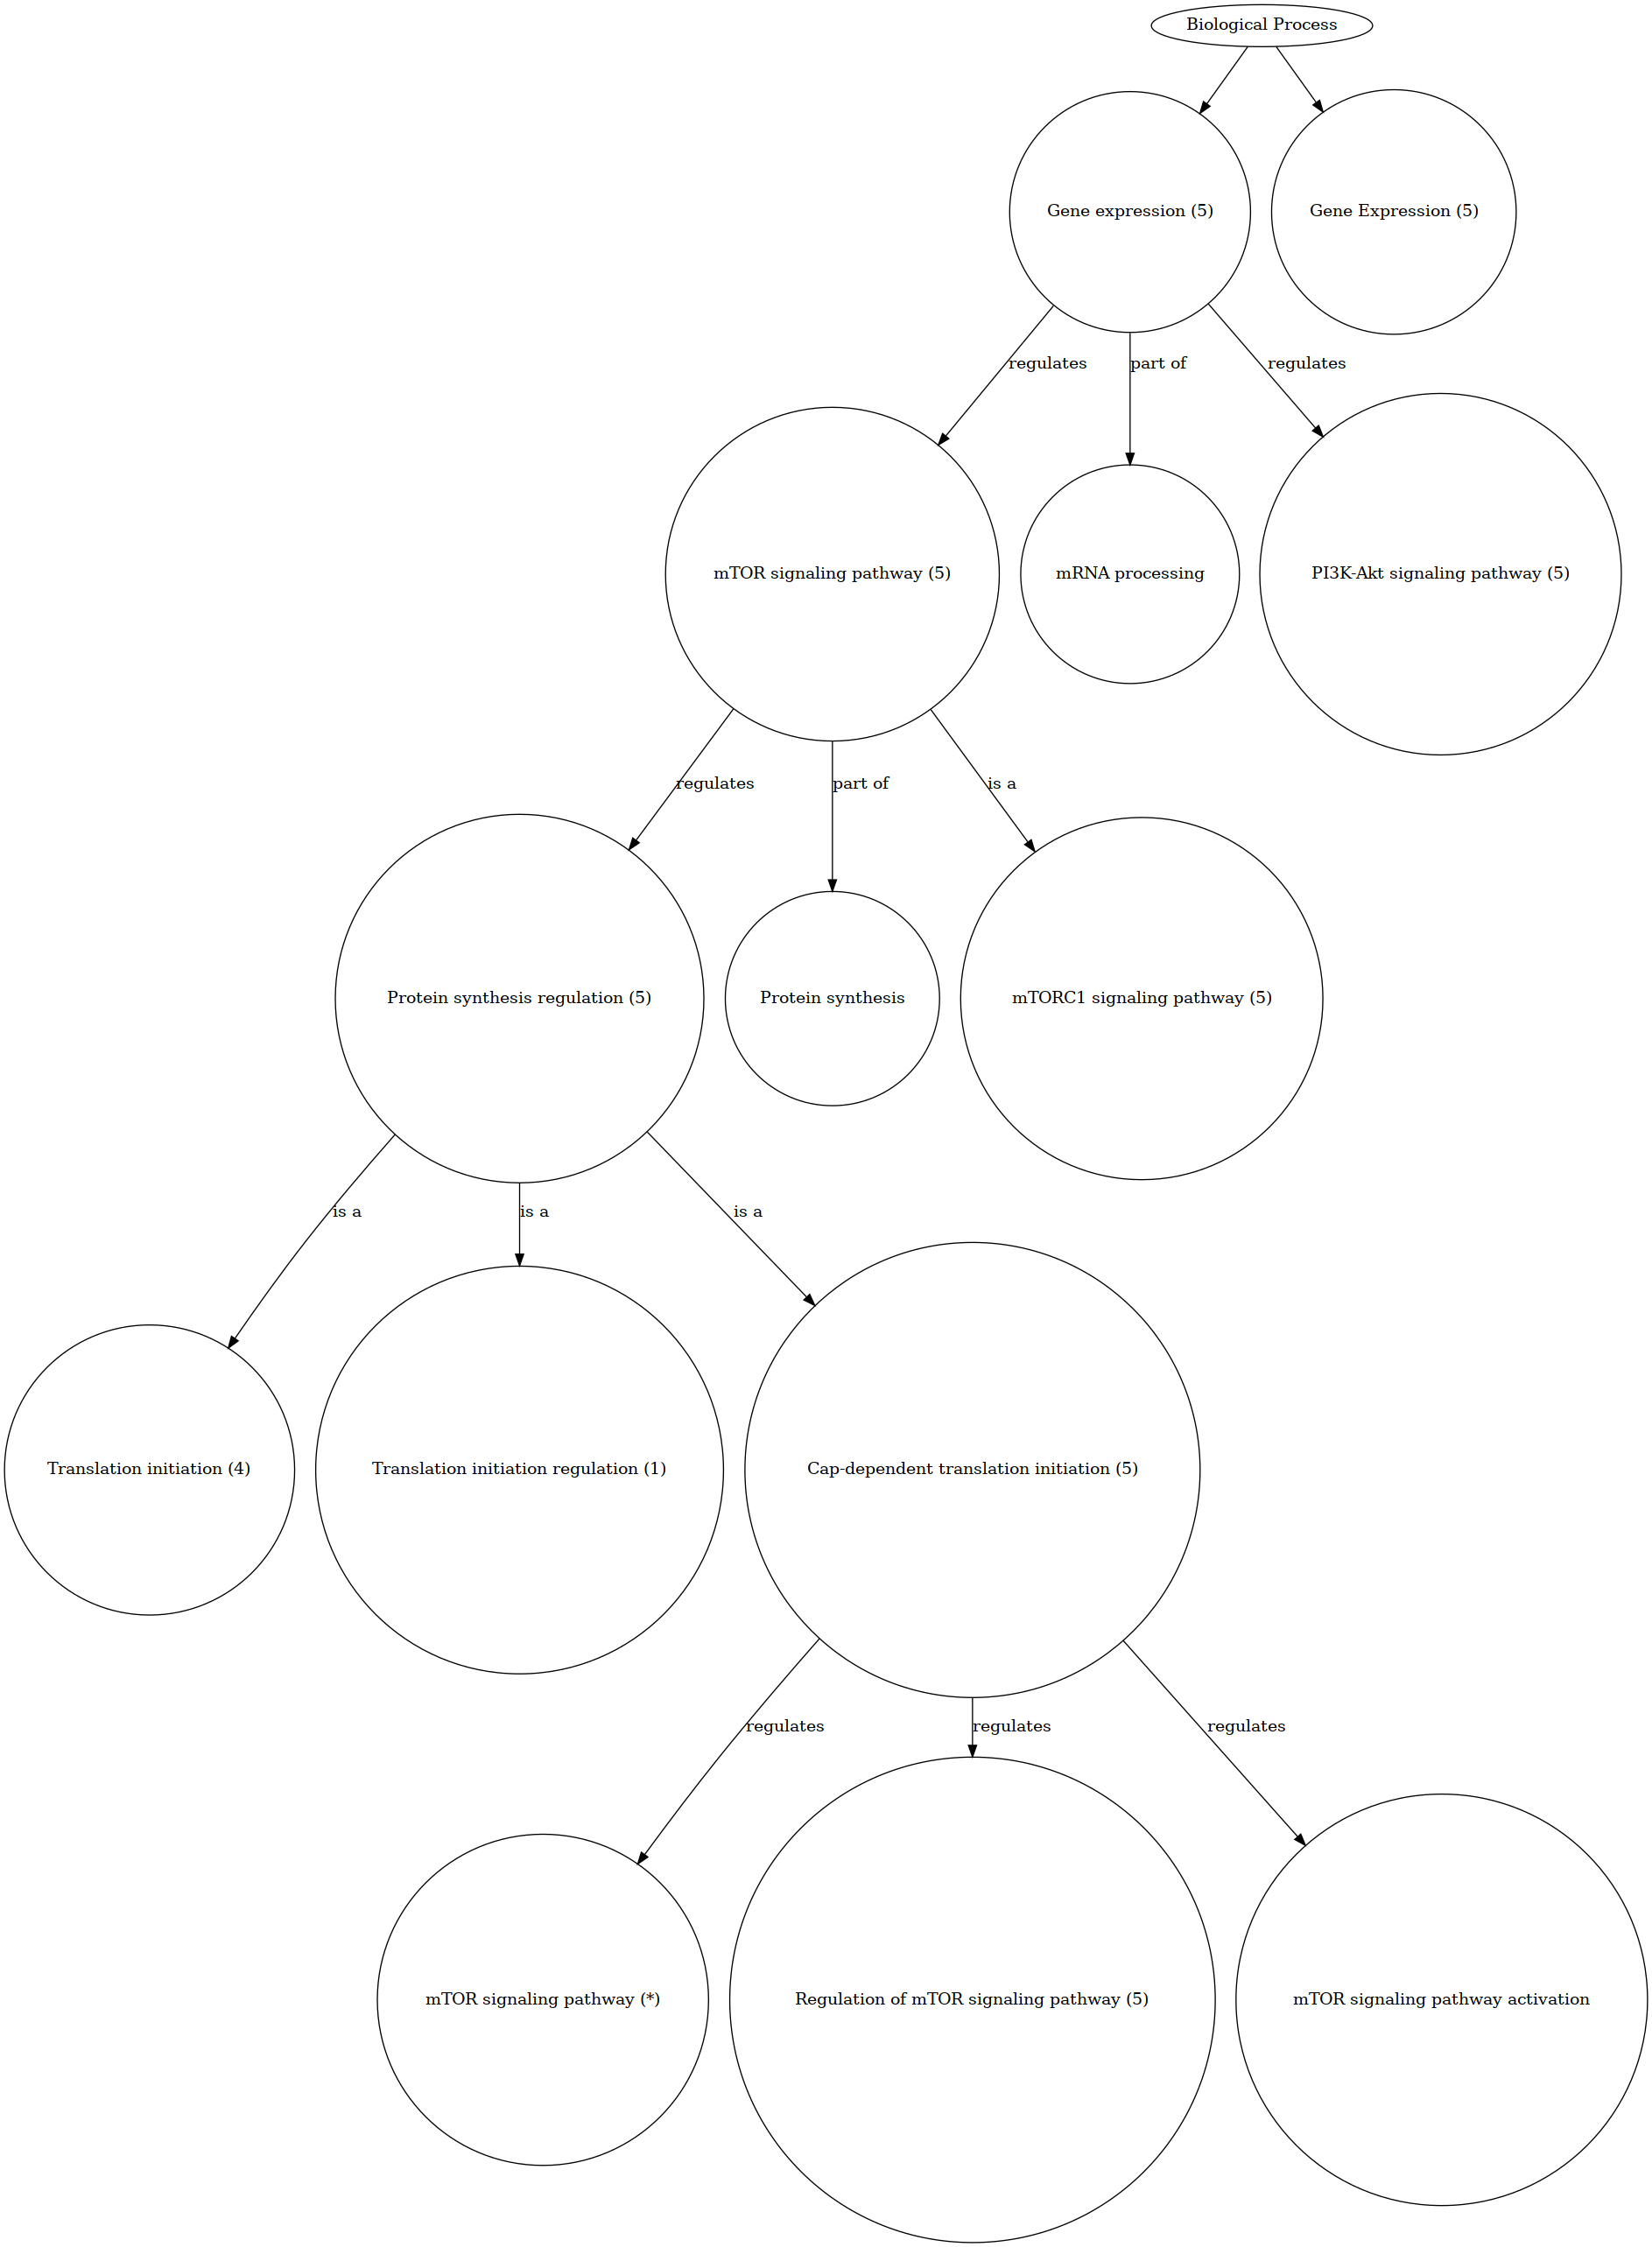 Biological Process
Gene expression (5)
Gene Expression (5)
regulates
part of
regulates
mTOR signaling pathway (5)
mRNA processing
PI3K-Akt signaling pathway (5)
regulates
part of
is a
Protein synthesis regulation (5)
Protein synthesis
mTORC1 signaling pathway (5)
is a
is a
is a
Translation initiation (4)
Translation initiation regulation (1)
Cap-dependent translation initiation (5)
regulates
regulates
regulates
mTOR signaling pathway (*)
Regulation of mTOR signaling pathway (5)
mTOR signaling pathway activation